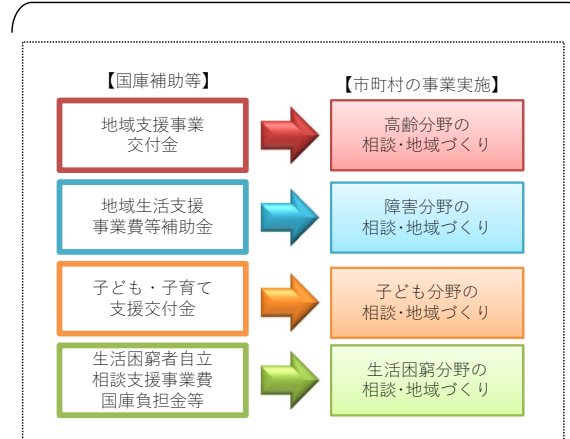 【国庫補助等】
【市町村の事業実施】
地域支援事業
交付金
高齢分野の
相談･地域づくり
地域生活支援
事業費等補助金
障害分野の
相談･地域づくり
子ども・子育て
支援交付金
子ども分野の
相談･地域づくり
生活困窮者自立
相談支援事業費
国庫負担金等
生活困窮分野の
相談･地域づくり